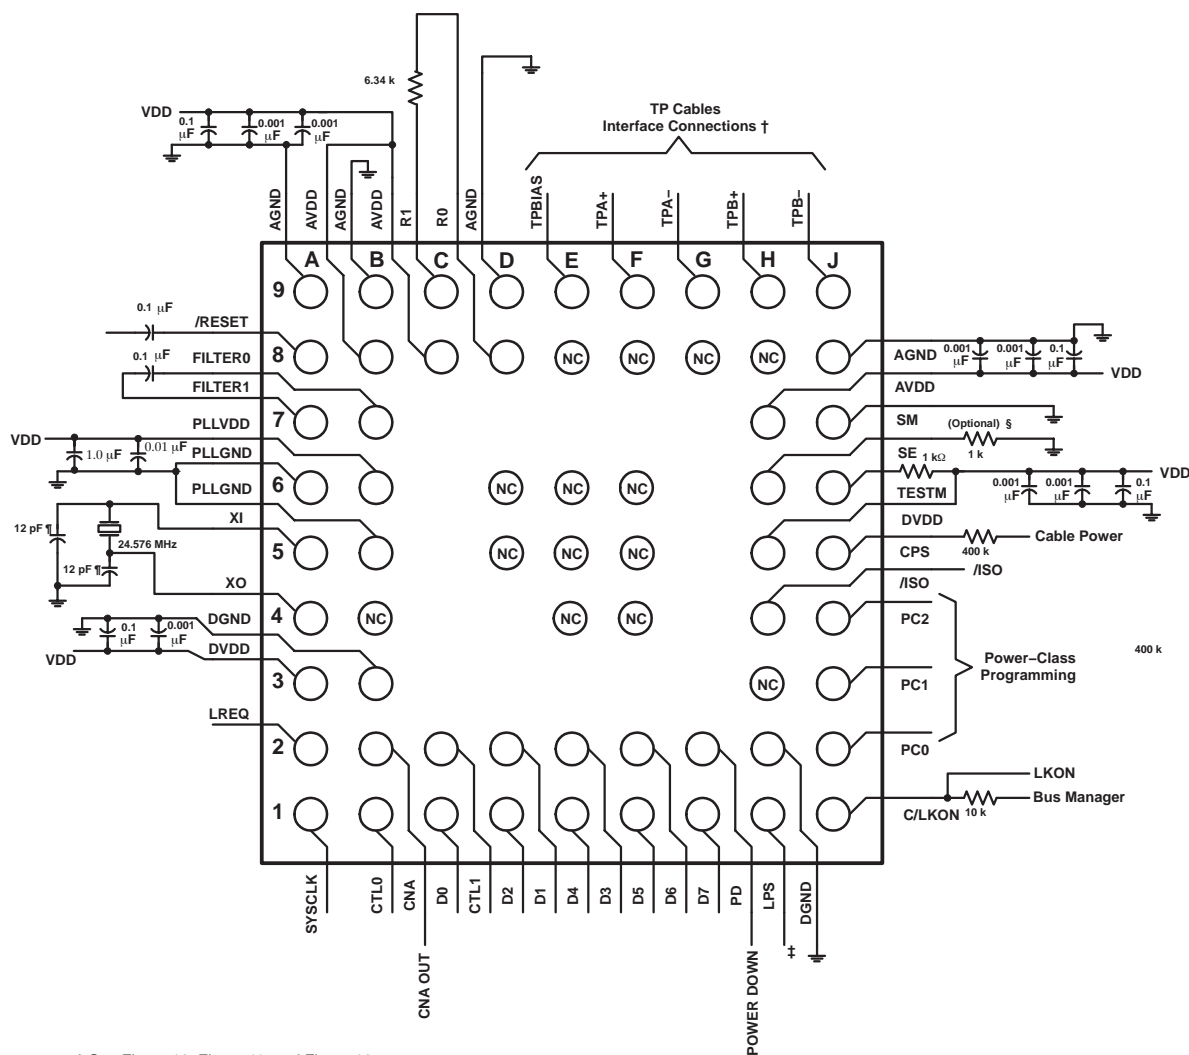 6.34 k
VDD
0.1
µF
0.001
µF
0.001
µF
TP Cables
Interface Connections †
AGND
AVDD
AGND
AVDD
R1
R0
AGND
TPBIAS
TPA+
TPA−
TPB+
TPB−
A B C D E F G H J
9
8
7
6
5
4
3
2
1
0.1 µF
/RESET
0.1 µF
FILTER0
FILTER1
PLLVDD
VDD
1.0 µF
0.01 µF
PLLGND
PLLGND
XI
12 pF ¶
24.576 MHz
12 pF ¶
XO
DGND
0.1
µF
0.001
µF
DVDD
VDD
LREQ
NC NC NC NC
NC NC NC
NC NC NC
NC NC NC
NC
AGND
0.001
µF
0.001
µF
0.1
µF
VDD
AVDD
SM
(Optional) §
1 k
SE
1 kΩ
TESTM
VDD
0.001
µF
0.001
µF
0.1
µF
DVDD
CPS
400 k
Cable Power
/ISO
/ISO
PC2
PC1
PC0
Power−Class
Programming
400 k
LKON
Bus Manager
C/LKON
10 k
SYSCLK
CTL0
CNA
D0
CTL1
D2
D1
D4
D3
D5
D6
D7
PD
LPS
DGND
CNA OUT
POWER DOWN
‡